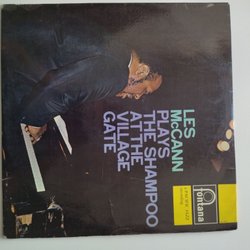 LES
McCANN
PLAYS
THE SHAMPOO
AT THE
VILLAGE
GATE
fontana